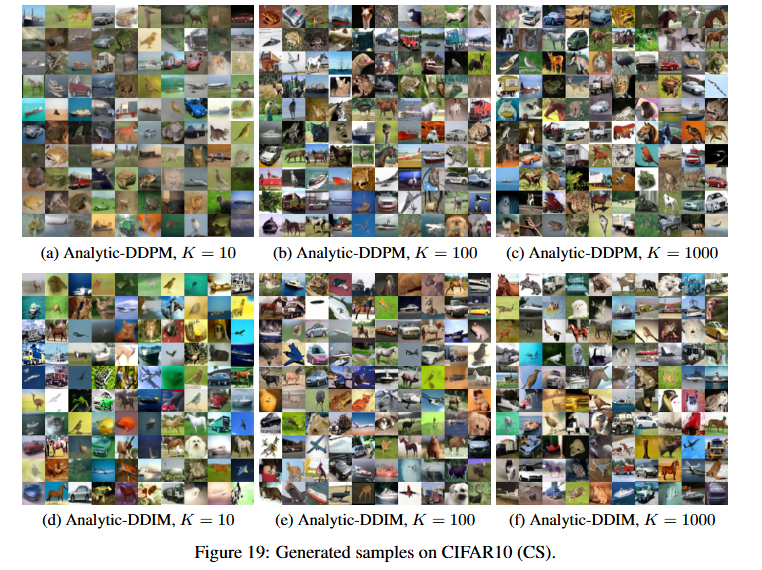 (a) Analytic-DDPM, K = 10
(b) Analytic-DDPM, K = 100
(c) Analytic-DDPM, K = 1000
(d) Analytic-DDIM, K = 10
(e) Analytic-DDIM, K = 100
(f) Analytic-DDIM, K = 1000
Figure 19: Generated samples on CIFAR10 (CS).